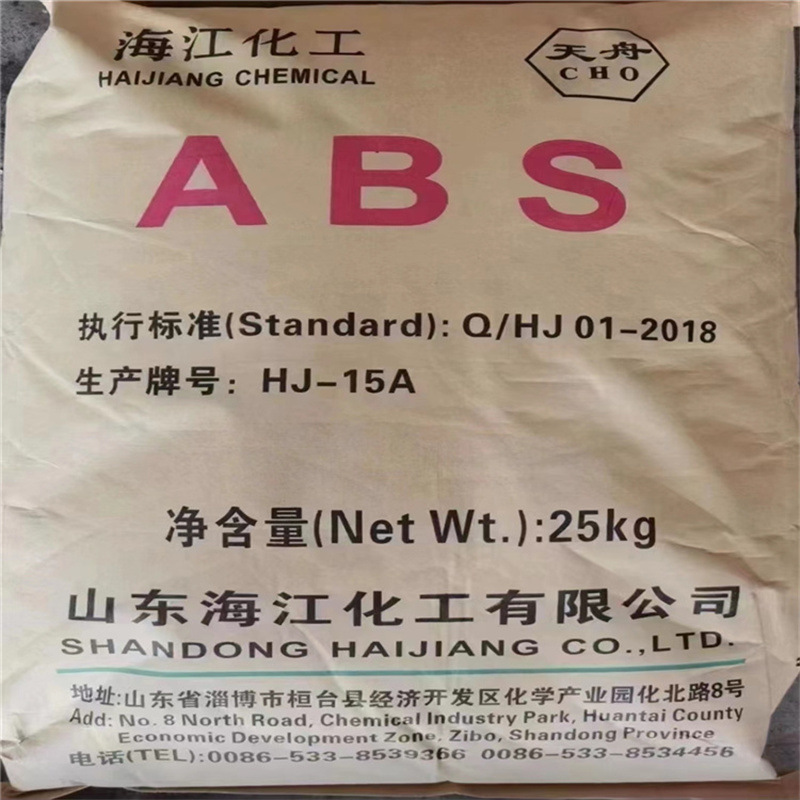 海江化工
HAIJIANG CHEMICAL
天舟
CHO
ABS
执行标准(Standard): Q/HJ 01-2018
生产牌号: HJ-15A
净含量(Net Wt.):25kg
山东海江化工有限公司
SHANDONG HAIJIANG CO.,LTD.
地址:山东省淄博市桓台县经济开发区化学产业园化北路8号
Add: No. 8 North Road, Chemical Industry Park, Huantai County
Economic Development Zone, Zibo, Shandong Province
电话(TEL):0086-533-8539366 0086-533-8534456